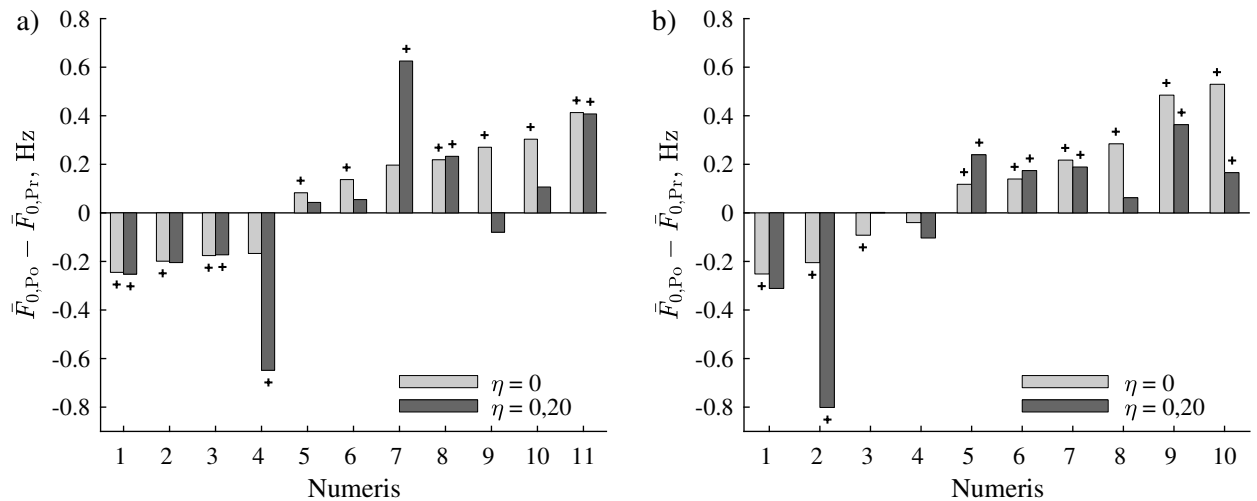 a)
F̄0,Po − F̄0,Pr, Hz
0.8
0.6
0.4
0.2
0
-0.2
-0.4
-0.6
-0.8
η = 0
η = 0,20
1 2 3 4 5 6 7 8 9 10 11
Numeris
b)
F̄0,Po − F̄0,Pr, Hz
0.8
0.6
0.4
0.2
0
-0.2
-0.4
-0.6
-0.8
η = 0
η = 0,20
1 2 3 4 5 6 7 8 9 10
Numeris